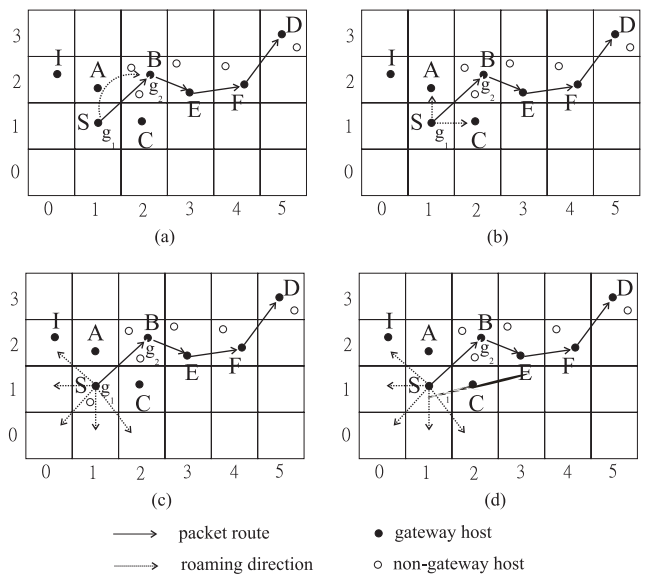 3 D
I B
2 A g2
E F
S
1 g1 C
0
0 1 2 3 4 5
(a)
3 D
I B
2 A g2
E F
S
1 g1 C
0
0 1 2 3 4 5
(b)
3 D
I B
2 A g2
E F
1 S g1 C
0
0 1 2 3 4 5
(c)
3 D
I B
2 A g2
E F
1 S 1 C
0
0 1 2 3 4 5
(d)
packet route gateway host
roaming direction non-gateway host